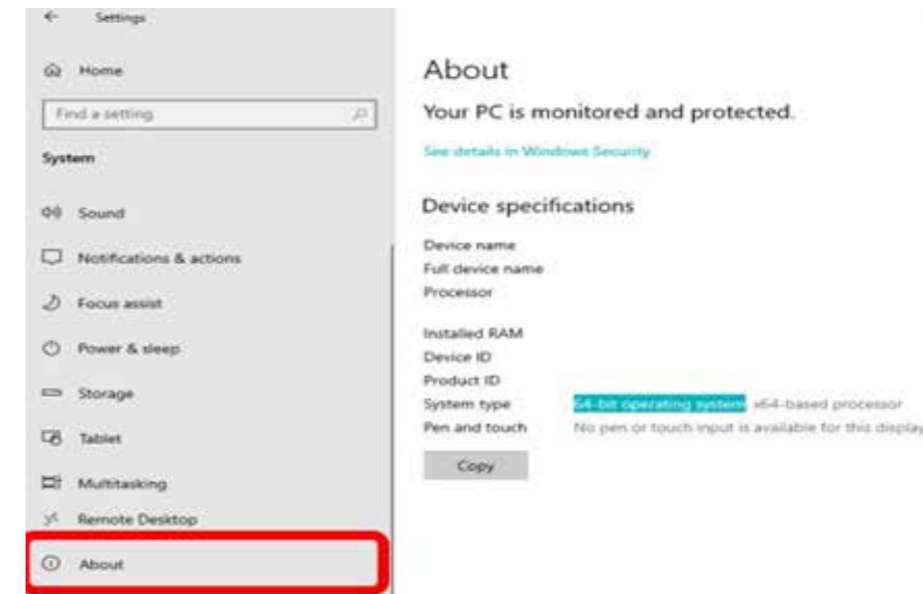 Settings
Home
Find a setting
System
Sound
Notifications & actions
Focus assist
Power & sleep
Storage
Tablet
Multitasking
Remote Desktop
About
About
Your PC is monitored and protected.
See details in Windows Security
Device specifications
Device name
Full device name
Processor
Installed RAM
Device ID
Product ID
System type 64-bit operating system, x64-based processor
Pen and touch No pen or touch input is available for this display
Copy